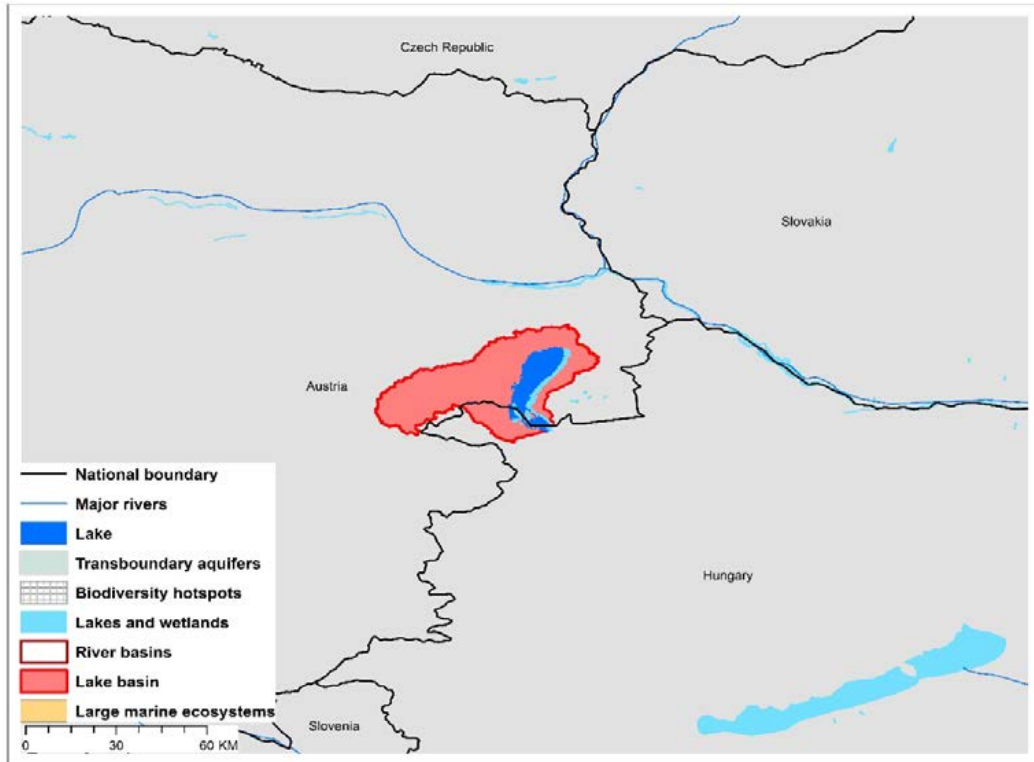 Czech Republic
Slovakia
Austria
Hungary
Slovenia
National boundary
Major rivers
Lake
Transboundary aquifers
Biodiversity hotspots
Lakes and wetlands
River basins
Lake basin
Large marine ecosystems
0 30 60 KM